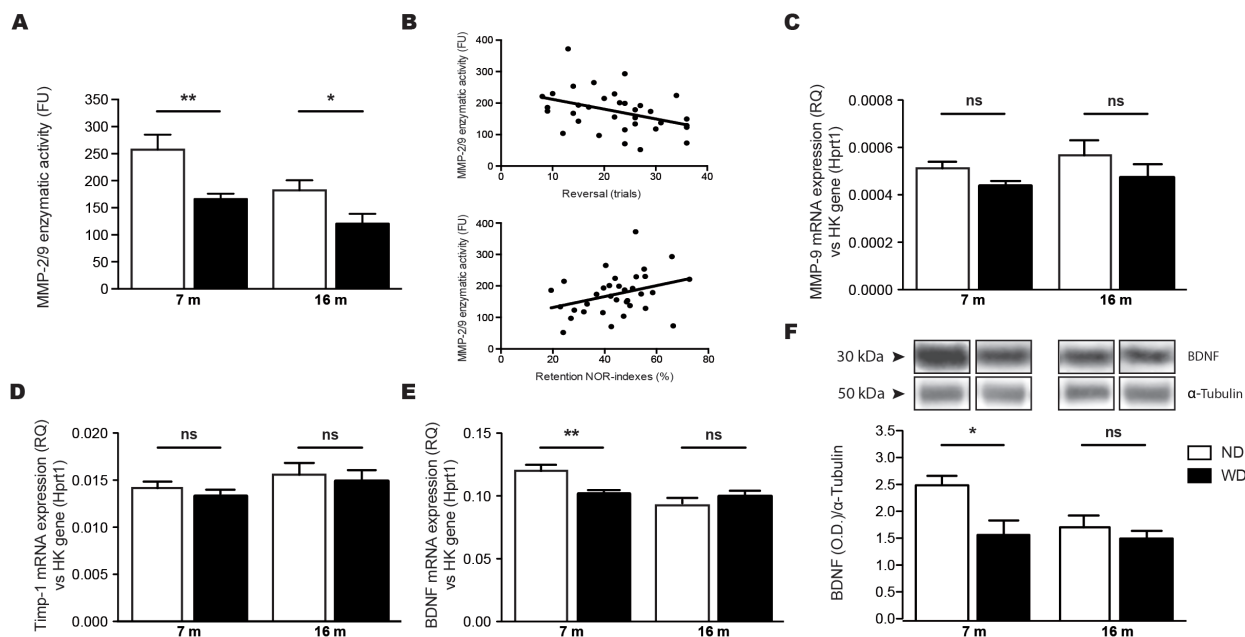 A
MMP-2/9 enzymatic activity (FU)
350
300
250
200
150
100
50
0
**
*
7 m
16 m
B
MMP-2/9 enzymatic activity (FU)
400
300
200
100
0
0
10
20
30
40
Reversal (trials)
MMP-2/9 enzymatic activity (FU)
400
300
200
100
0
0
20
40
60
80
Retention NOR-indexes (%)
C
MMP-9 mRNA expression (RQ)
vs HK gene (Hprt1)
0.0008
0.0006
0.0004
0.0002
0.0000
ns
ns
7 m
16 m
D
Timp-1 mRNA expression (RQ)
vs HK gene (Hprt1)
0.020
0.015
0.010
0.005
0.000
ns
ns
7 m
16 m
E
BDNF mRNA expression (RQ)
vs HK gene (Hprt1)
0.15
0.10
0.05
0.00
**
ns
7 m
16 m
F
30 kDa
BDNF
50 kDa
α-Tubulin
BDNF (O.D.)/α-Tubulin
3.5
3.0
2.5
2.0
1.5
1.0
0.5
0.0
*
ns
7 m
16 m
ND
WD